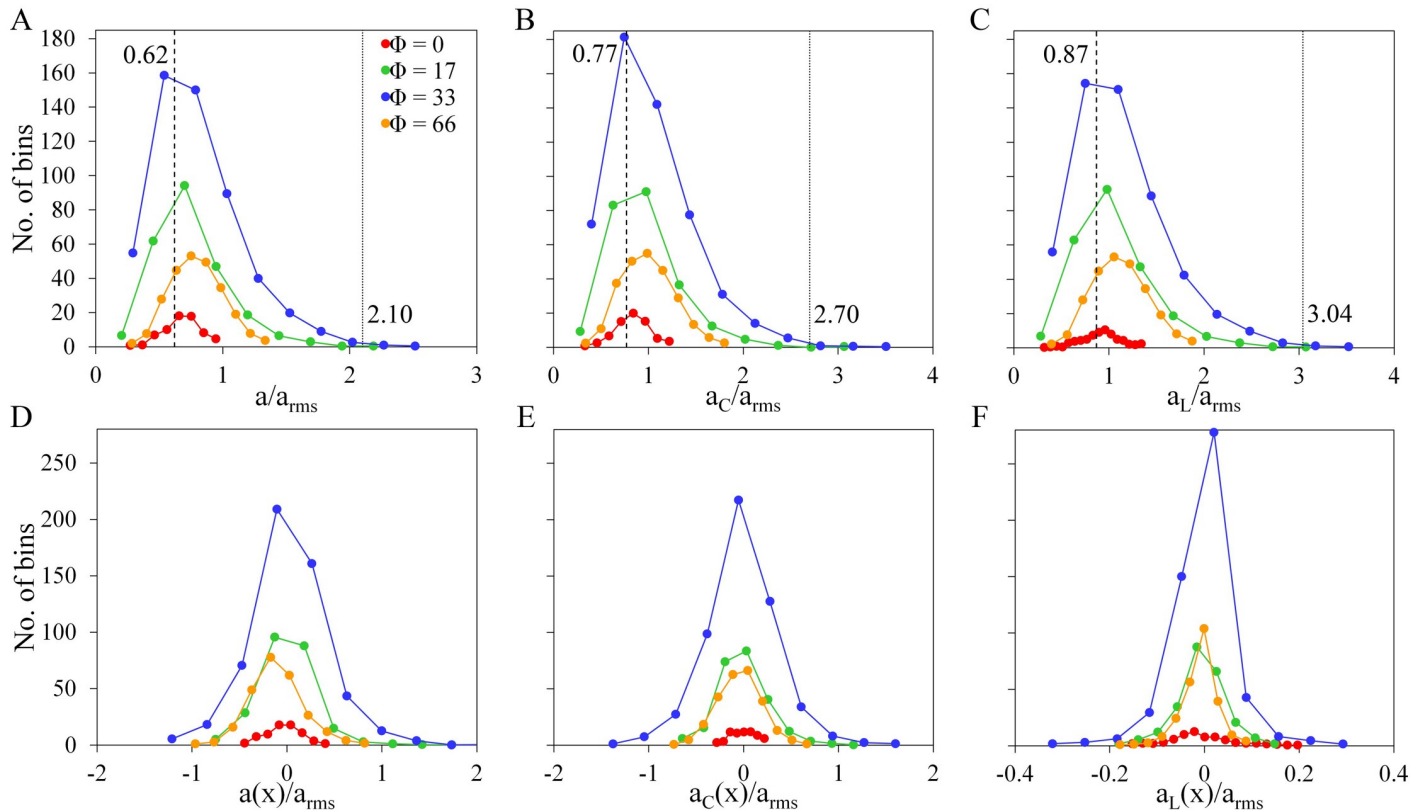 A
No. of bins
180
160
140
120
100
80
60
40
20
0
0.62
2.10
Φ = 0
Φ = 17
Φ = 33
Φ = 66
0 1 2 3
a/a_rms
B
0.77
2.70
0 1 2 3 4
a_C/a_rms
C
0.87
3.04
0 1 2 3 4
a_L/a_rms
D
No. of bins
250
200
150
100
50
0
-2 -1 0 1 2
a(x)/a_rms
E
-2 -1 0 1 2
a_C(x)/a_rms
F
-0.4 -0.2 0.0 0.2 0.4
a_L(x)/a_rms